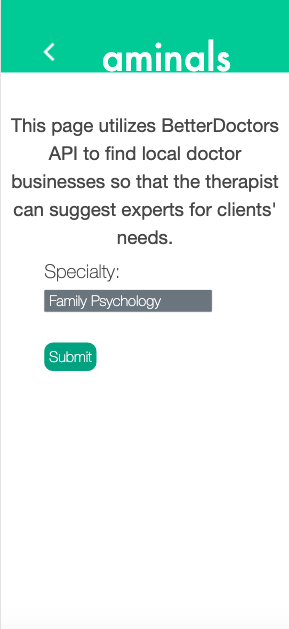 aminals
This page utilizes BetterDoctors
API to find local doctor
businesses so that the therapist
can suggest experts for clients'
needs.
Specialty:
Family Psychology
Submit